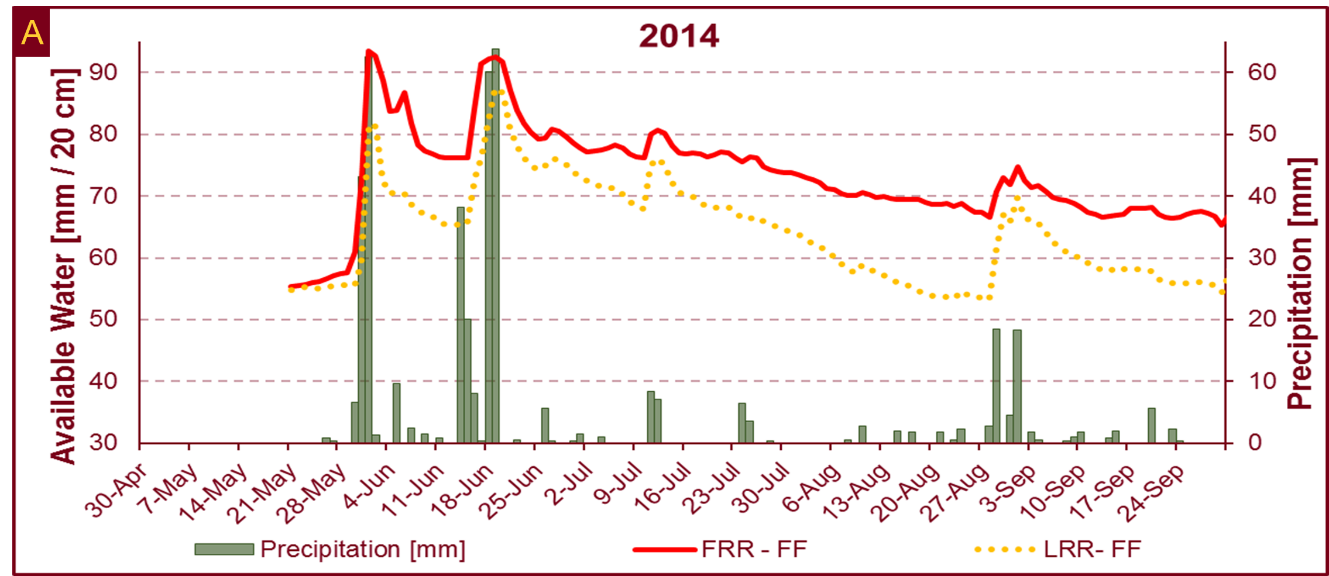 A
2014
Available Water [mm / 20 cm]
90
80
70
60
50
40
30
60
50
40
30
20
10
0
Precipitation [mm]
30-Apr
7-May
14-May
21-May
28-May
4-Jun
11-Jun
18-Jun
25-Jun
2-Jul
9-Jul
16-Jul
23-Jul
30-Jul
6-Aug
13-Aug
20-Aug
27-Aug
3-Sep
10-Sep
17-Sep
24-Sep
Precipitation [mm]
FRR - FF
LRR- FF